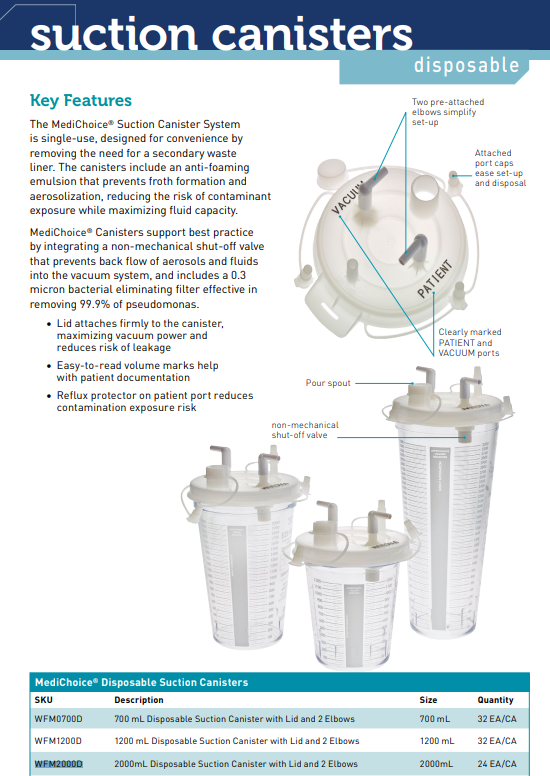 suction canisters
disposable
Key Features
The MediChoice® Suction Canister System
is single-use, designed for convenience by
removing the need for a secondary waste
liner. The canisters include an anti-foaming
emulsion that prevents froth formation and
aerosolization, reducing the risk of contaminant
exposure while maximizing fluid capacity.
MediChoice® Canisters support best practice
by integrating a non-mechanical shut-off valve
that prevents back flow of aerosols and fluids
into the vacuum system, and includes a 0.3
micron bacterial eliminating filter effective in
removing 99.9% of pseudomonas.
• Lid attaches firmly to the canister,
maximizing vacuum power and
reduces risk of leakage
• Easy-to-read volume marks help
with patient documentation
• Reflux protector on patient port reduces
contamination exposure risk
Two pre-attached
elbows simplify
set-up
Attached
port caps
ease set-up
and disposal
VACUUM
PATIENT
Clearly marked
PATIENT and
VACUUM ports
Pour spout
non-mechanical
shut-off valve
MediChoice® Disposable Suction Canisters
SKU Description Size Quantity
WFM0700D 700 mL Disposable Suction Canister with Lid and 2 Elbows 700 mL 32 EA/CA
WFM1200D 1200 mL Disposable Suction Canister with Lid and 2 Elbows 1200 mL 32 EA/CA
WFM2000D 2000mL Disposable Suction Canister with Lid and 2 Elbows 2000mL 24 EA/CA